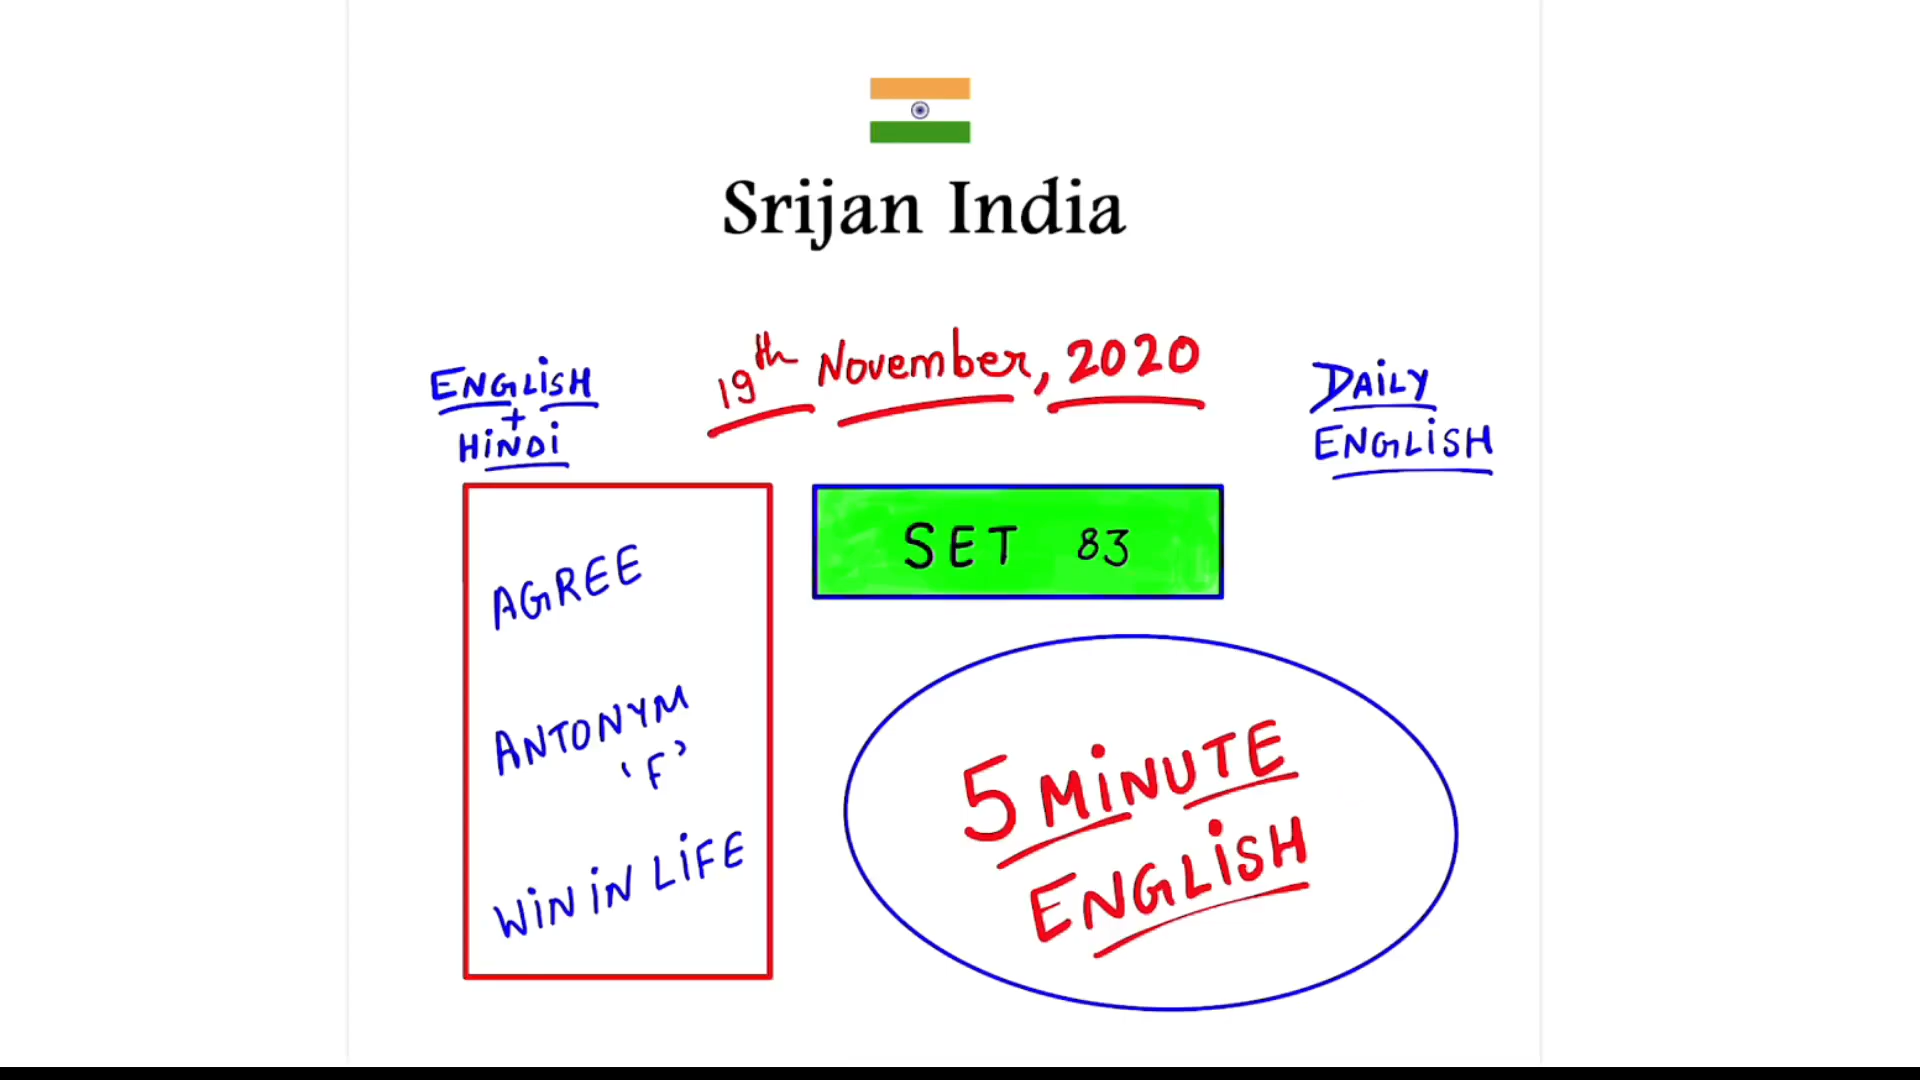 Srijan India
19th November, 2020
ENGLISH
+
HINDI
DAILY
ENGLISH
SET 83
AGREE
ANTONYM
'F'
WIN IN LIFE
5 MINUTE
ENGLISH